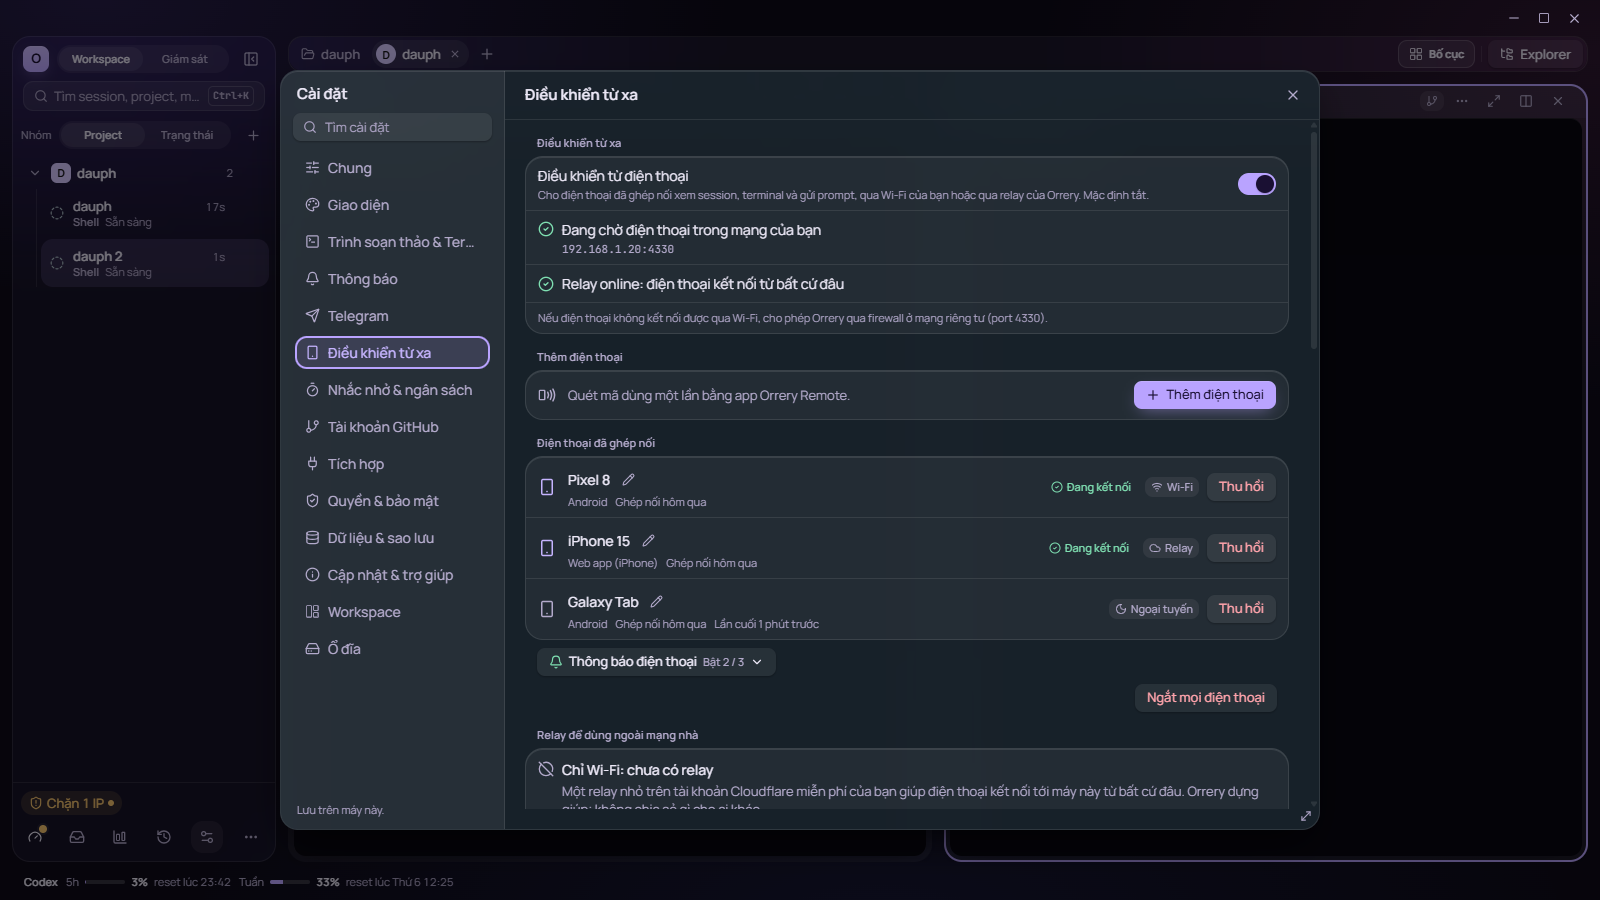 O
Workspace
Giám sát
Tìm session, project, m...
Ctrl+K
Nhóm
Project
Trạng thái
D
dauph
2
dauph
17s
Shell Sẵn sàng
dauph 2
1s
Shell Sẵn sàng
Chặn 1 IP
dauph
D
dauph
Bố cục
Explorer
Cài đặt
Tìm cài đặt
Chung
Giao diện
Trình soạn thảo & Ter...
Thông báo
Telegram
Điều khiển từ xa
Nhắc nhở & ngân sách
Tài khoản GitHub
Tích hợp
Quyền & bảo mật
Dữ liệu & sao lưu
Cập nhật & trợ giúp
Workspace
Ổ đĩa
Lưu trên máy này.
Điều khiển từ xa
Điều khiển từ xa
Điều khiển từ điện thoại
Cho điện thoại đã ghép nối xem session, terminal và gửi prompt, qua Wi-Fi của bạn hoặc qua relay của Orrery. Mặc định tắt.
Đang chờ điện thoại trong mạng của bạn
192.168.1.20:4330
Relay online: điện thoại kết nối từ bất cứ đâu
Nếu điện thoại không kết nối được qua Wi-Fi, cho phép Orrery qua firewall ở mạng riêng tư (port 4330).
Thêm điện thoại
Quét mã dùng một lần bằng app Orrery Remote.
Thêm điện thoại
Điện thoại đã ghép nối
Pixel 8
Android Ghép nối hôm qua
Đang kết nối
Wi-Fi
Thu hồi
iPhone 15
Web app (iPhone) Ghép nối hôm qua
Đang kết nối
Relay
Thu hồi
Galaxy Tab
Android Ghép nối hôm qua Lần cuối 1 phút trước
Ngoại tuyến
Thu hồi
Thông báo điện thoại Bật 2 / 3
Ngắt mọi điện thoại
Relay để dùng ngoài mạng nhà
Chỉ Wi-Fi: chưa có relay
Một relay nhỏ trên tài khoản Cloudflare miễn phí của bạn giúp điện thoại kết nối tới máy này từ bất cứ đâu. Orrery dựng
giúp; không chia sẻ gì cho ai khác.
Codex 5h 3% reset lúc 23:42 Tuần 33% reset lúc Thứ 6 12:25